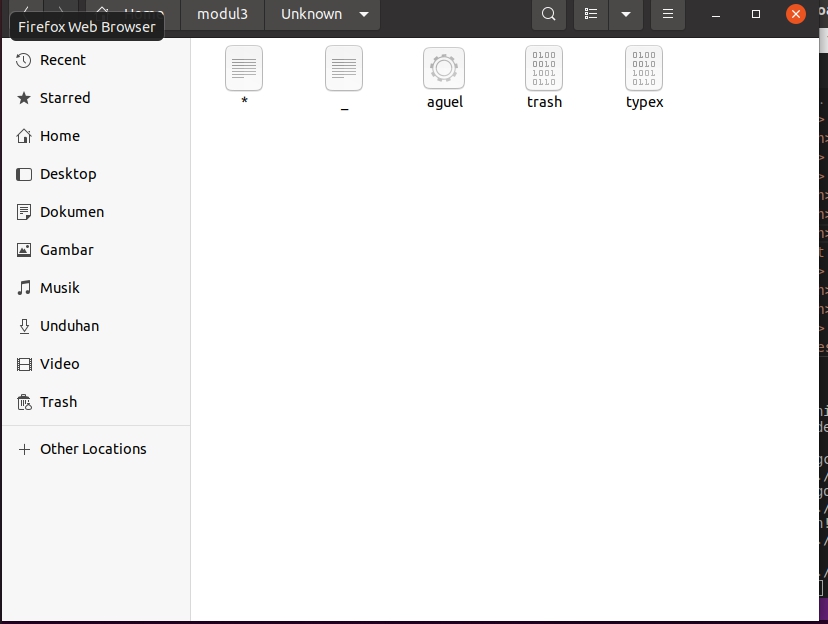 Home modul3 Unknown
Firefox Web Browser
Recent
Starred
Home
Desktop
Dokumen
Gambar
Musik
Unduhan
Video
Trash
Other Locations
* _ aguel trash typex